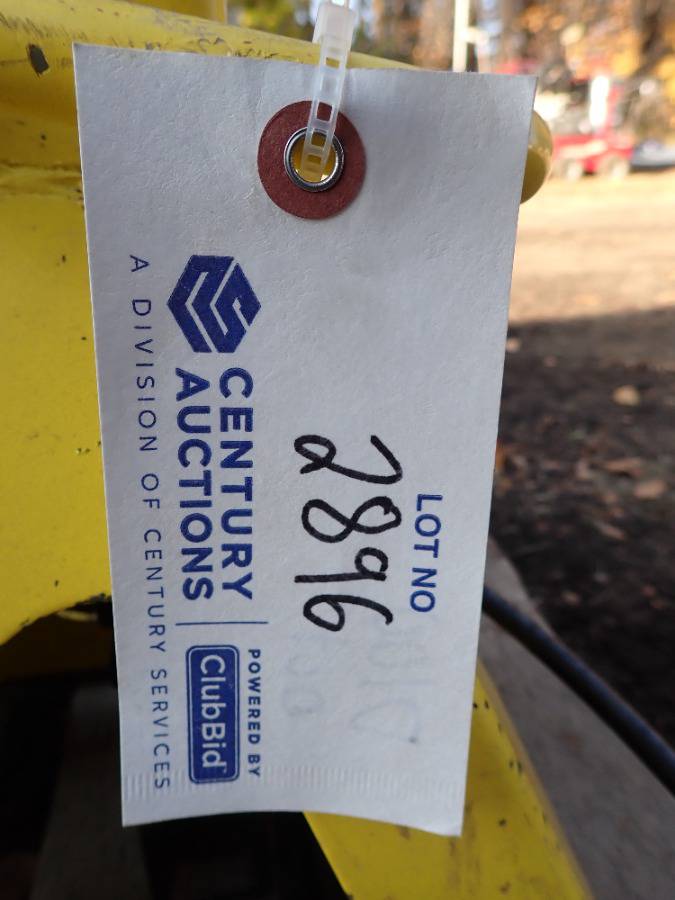 LOT NO
2896
CENTURY
AUCTIONS
A DIVISION OF CENTURY SERVICES
POWERED BY
ClubBid